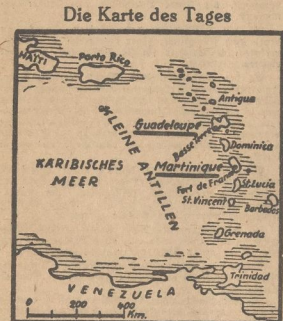 Die Karte des Tages
HAITI
Porto Rico
Antigua
KLEINE ANTILLEN
Guadeloupe
Basse Terre
Dominica
KARIBISCHES
MEER
Martinique
Fort de France
St. Lucia
St. Vincent
Barbados
Grenada
Trinidad
VENEZUELA
0 200 400
Km.